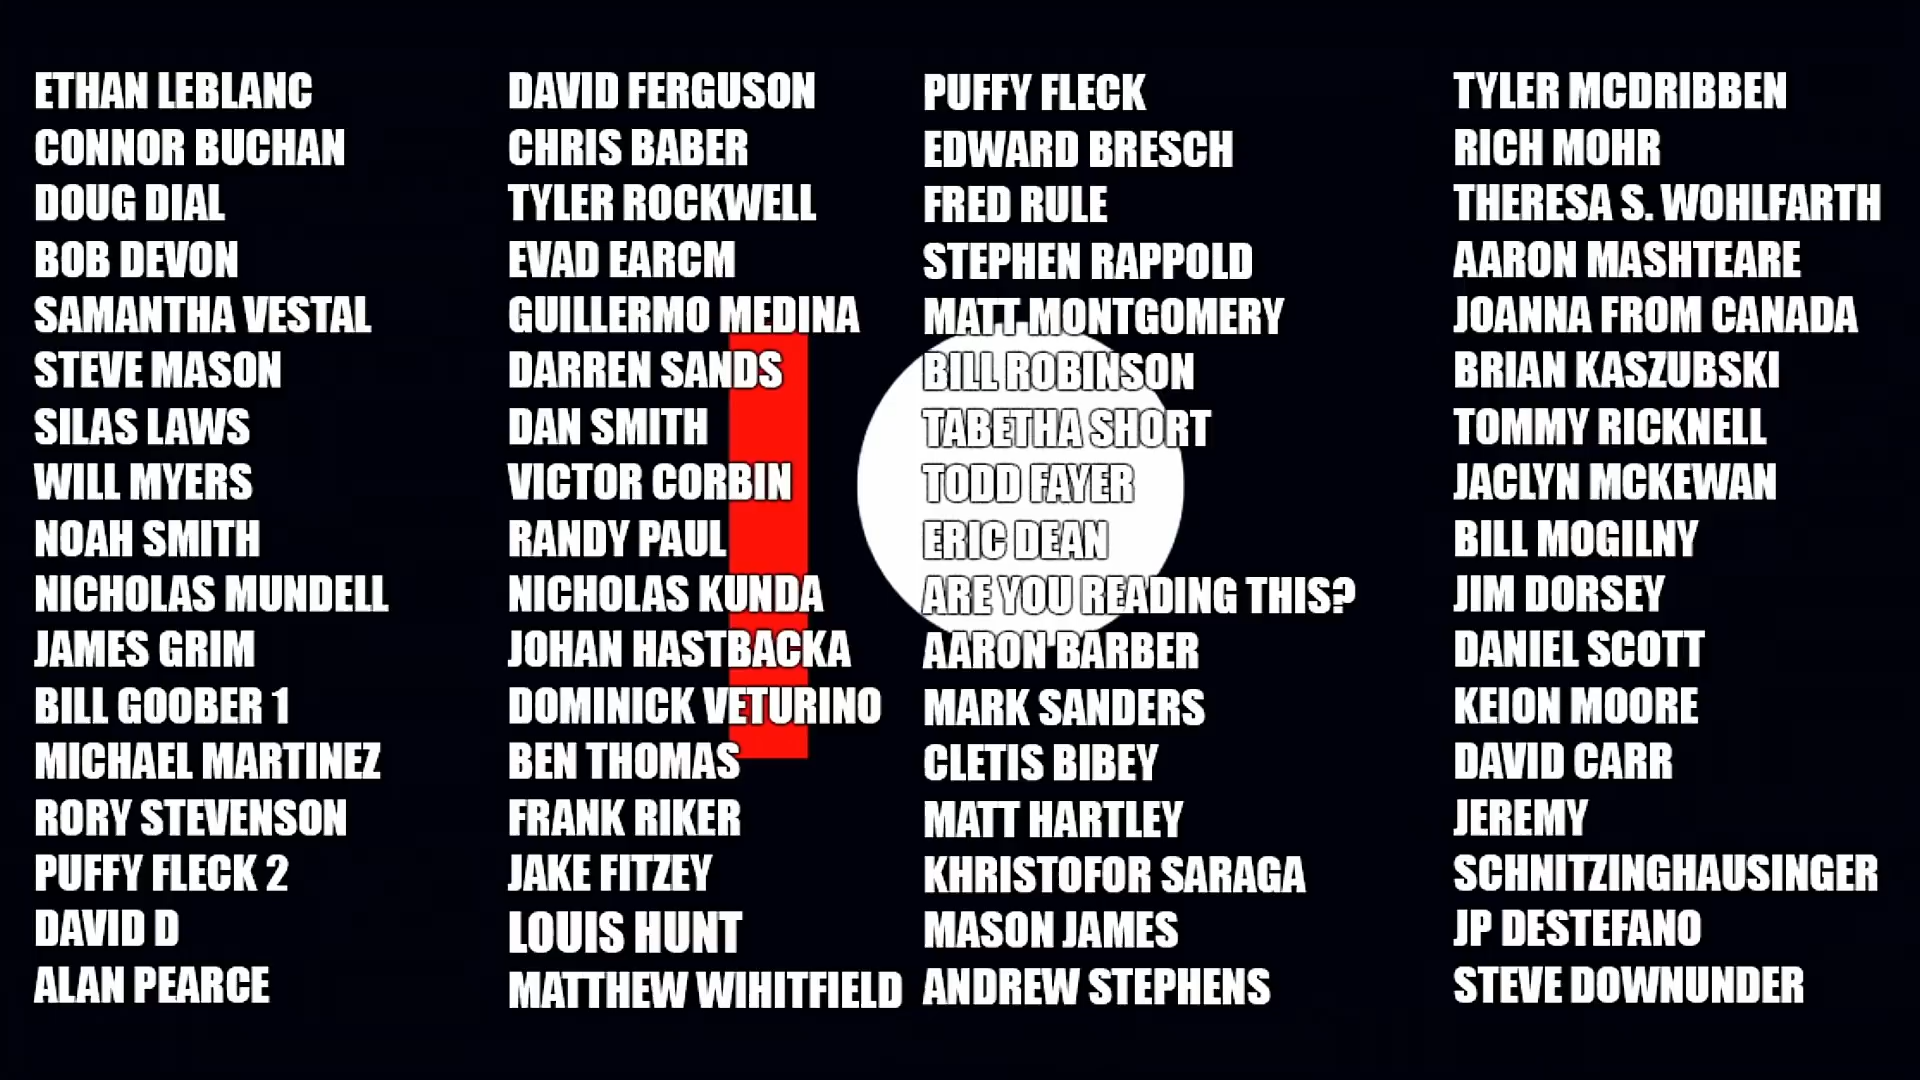 ETHAN LEBLANC
CONNOR BUCHAN
DOUG DIAL
BOB DEVON
SAMANTHA VESTAL
STEVE MASON
SILAS LAWS
WILL MYERS
NOAH SMITH
NICHOLAS MUNDELL
JAMES GRIM
BILL GOOBER 1
MICHAEL MARTINEZ
RORY STEVENSON
PUFFY FLECK 2
DAVID D
ALAN PEARCE
DAVID FERGUSON
CHRIS BABER
TYLER ROCKWELL
EVAD EARCM
GUILLERMO MEDINA
DARREN SANDS
DAN SMITH
VICTOR CORBIN
RANDY PAUL
NICHOLAS KUNDA
JOHAN HASTBACKA
DOMINICK VETURINO
BEN THOMAS
FRANK RIKER
JAKE FITZEY
LOUIS HUNT
MATTHEW WIHITFIELD
PUFFY FLECK
EDWARD BRESCH
FRED RULE
STEPHEN RAPPOLD
MATT MONTGOMERY
BILL ROBINSON
TABETHA SHORT
TODD FAYER
ERIC DEAN
ARE YOU READING THIS?
AARON BARBER
MARK SANDERS
CLETIS BIBEY
MATT HARTLEY
KHRISTOFOR SARAGA
MASON JAMES
ANDREW STEPHENS
TYLER MCDRIBBEN
RICH MOHR
THERESA S. WOHLFARTH
AARON MASHTEARE
JOANNA FROM CANADA
BRIAN KASZUBSKI
TOMMY RICKNELL
JACLYN MCKEWAN
BILL MOGILNY
JIM DORSEY
DANIEL SCOTT
KEION MOORE
DAVID CARR
JEREMY
SCHNITZINGHAUSINGER
JP DESTEFANO
STEVE DOWNUNDER